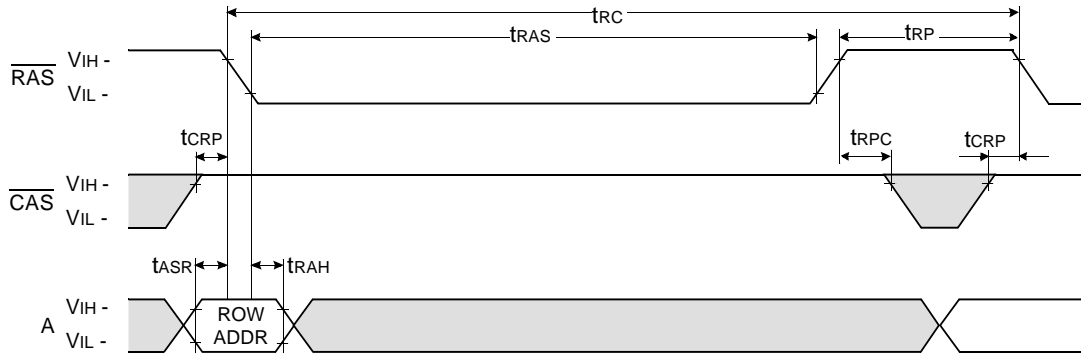 tRC
tRAS
tRP
RAS
VIH -
VIL -
tCRP
tRPC
tCRP
CAS
VIH -
VIL -
tASR
tRAH
A
VIH -
VIL -
ROW
ADDR